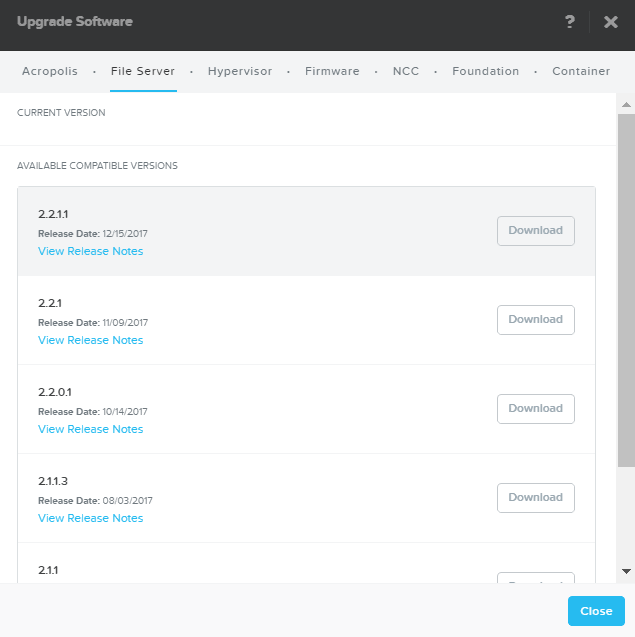 Upgrade Software ? ×
Acropolis · File Server · Hypervisor · Firmware · NCC · Foundation · Container
CURRENT VERSION
AVAILABLE COMPATIBLE VERSIONS
2.2.1.1
Release Date: 12/15/2017
Download
View Release Notes
2.2.1
Release Date: 11/09/2017
Download
View Release Notes
2.2.0.1
Release Date: 10/14/2017
Download
View Release Notes
2.1.1.3
Release Date: 08/03/2017
Download
View Release Notes
2.1.1
Close